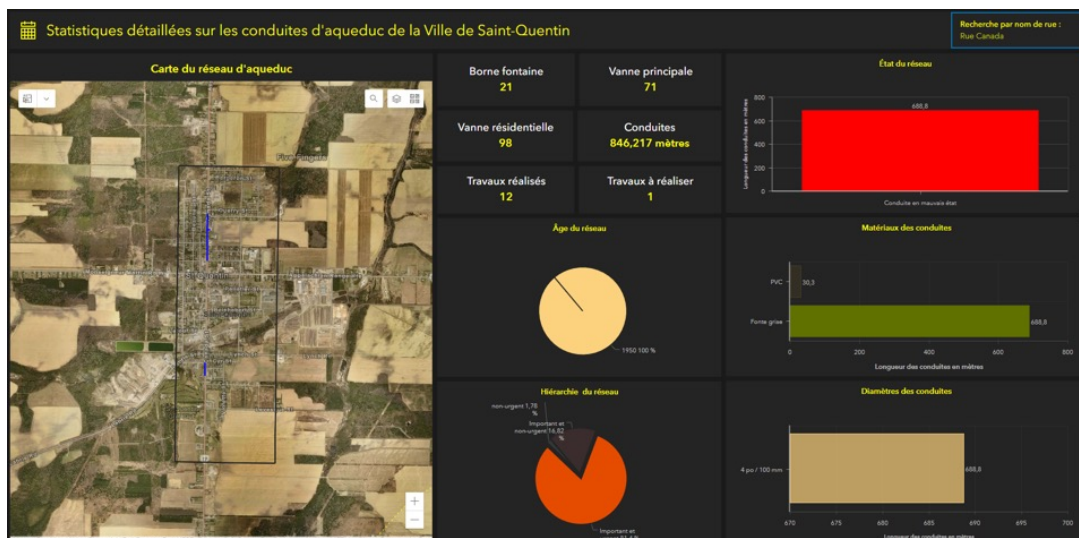 Statistiques détaillées sur les conduites d'aqueduc de la Ville de Saint-Quentin
Recherche par nom de rue :
Rue Canada
Carte du réseau d'aqueduc
Borne fontaine
21
Vanne principale
71
Vanne résidentielle
98
Conduites
846,217 mètres
Travaux réalisés
12
Travaux à réaliser
1
État du réseau
Longueur des conduites en mètres
800
600
400
200
0
688,8
Conduite en mauvais état
Âge du réseau
1950 100 %
Matériaux des conduites
PVC
30,3
Fonte grise
688,8
0
200
400
600
800
Longueur des conduites en mètres
Hiérarchie du réseau
non-urgent 1,78
%
Important et
non-urgent 16,82
%
Important et
Diamètres des conduites
4 po / 100 mm
688,8
670
675
680
685
690
695
700
Longueur des conduites en mètres